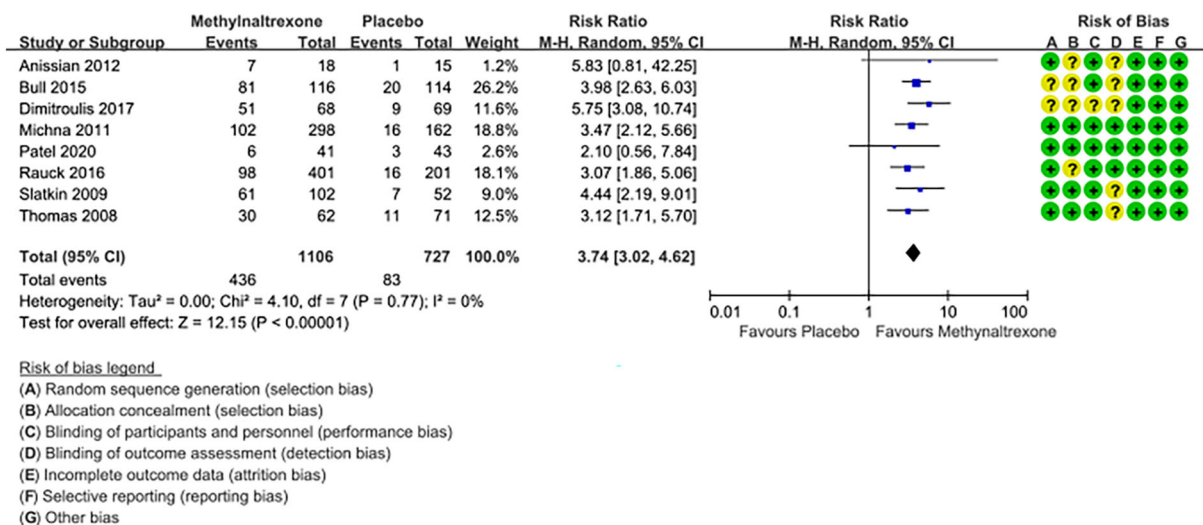 Methylnaltrexone Placebo Risk Ratio Risk Ratio Risk of Bias
Study or Subgroup Events Total Events Total Weight M-H, Random, 95% CI M-H, Random, 95% CI A B C D E F G
Anissian 2012 7 18 1 15 1.2% 5.83 [0.81, 42.25] + ? + ? + + +
Bull 2015 81 116 20 114 26.2% 3.98 [2.63, 6.03] ? ? + ? + + +
Dimitroulis 2017 51 68 9 69 11.6% 5.75 [3.08, 10.74] ? ? ? ? + + +
Michna 2011 102 298 16 162 18.8% 3.47 [2.12, 5.66] + + + + + + +
Patel 2020 6 41 3 43 2.6% 2.10 [0.56, 7.84] + + + + + + +
Rauck 2016 98 401 16 201 18.1% 3.07 [1.86, 5.06] + ? + + + + +
Slatkin 2009 61 102 7 52 9.0% 4.44 [2.19, 9.01] + + + ? + + +
Thomas 2008 30 62 11 71 12.5% 3.12 [1.71, 5.70] + + + ? + + +
Total (95% CI) 1106 727 100.0% 3.74 [3.02, 4.62]
Total events 436 83
Heterogeneity: Tau² = 0.00; Chi² = 4.10, df = 7 (P = 0.77); I² = 0%
Test for overall effect: Z = 12.15 (P < 0.00001)
0.01 0.1 1 10 100
Favours Placebo Favours Methynaltrexone
Risk of bias legend
(A) Random sequence generation (selection bias)
(B) Allocation concealment (selection bias)
(C) Blinding of participants and personnel (performance bias)
(D) Blinding of outcome assessment (detection bias)
(E) Incomplete outcome data (attrition bias)
(F) Selective reporting (reporting bias)
(G) Other bias